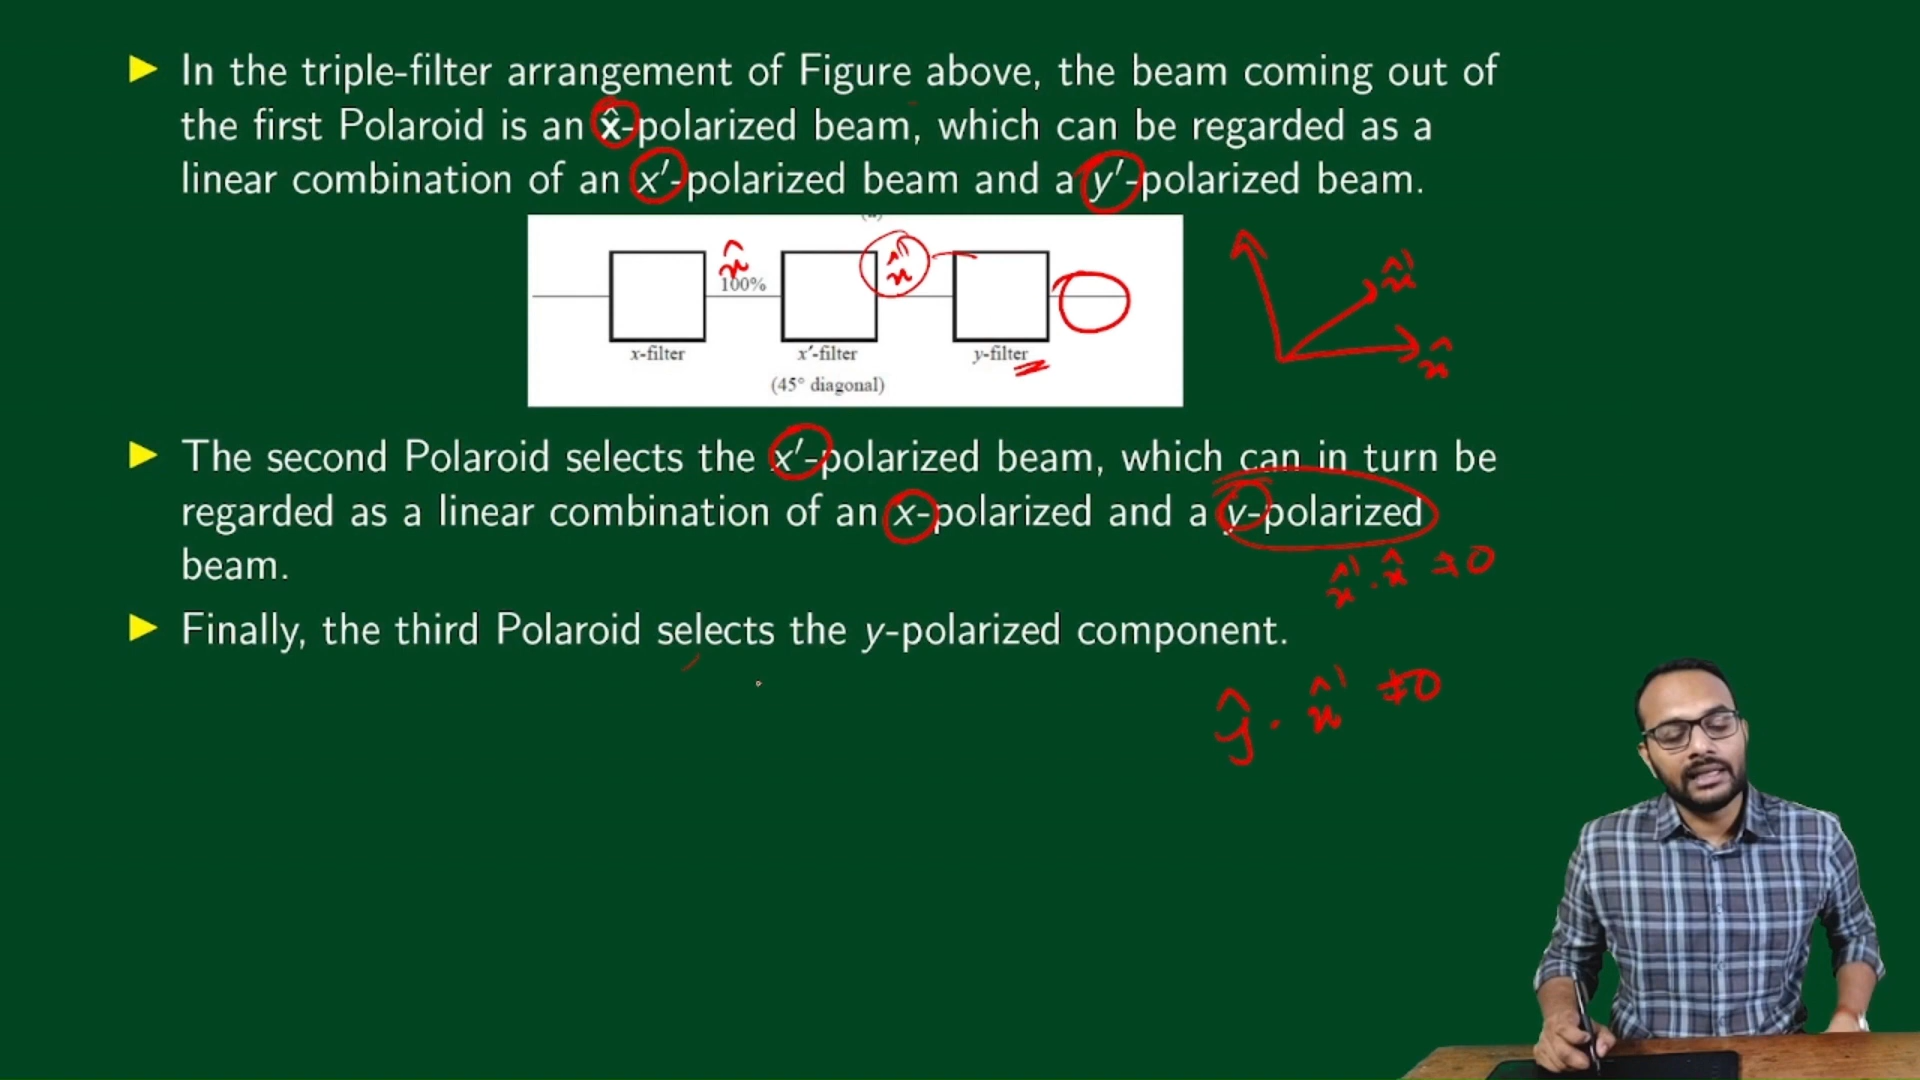 ▶ In the triple-filter arrangement of Figure above, the beam coming out of
the first Polaroid is an x̂-polarized beam, which can be regarded as a
linear combination of an x′-polarized beam and a y′-polarized beam.
x̂
x̂′
100%
x-filter
x′-filter
y-filter
(45° diagonal)
x̂′
x̂
▶ The second Polaroid selects the x′-polarized beam, which can in turn be
regarded as a linear combination of an x-polarized and a y-polarized
beam.
x̂′ · x̂ ≠ 0
▶ Finally, the third Polaroid selects the y-polarized component.
ŷ · x̂′ ≠ 0